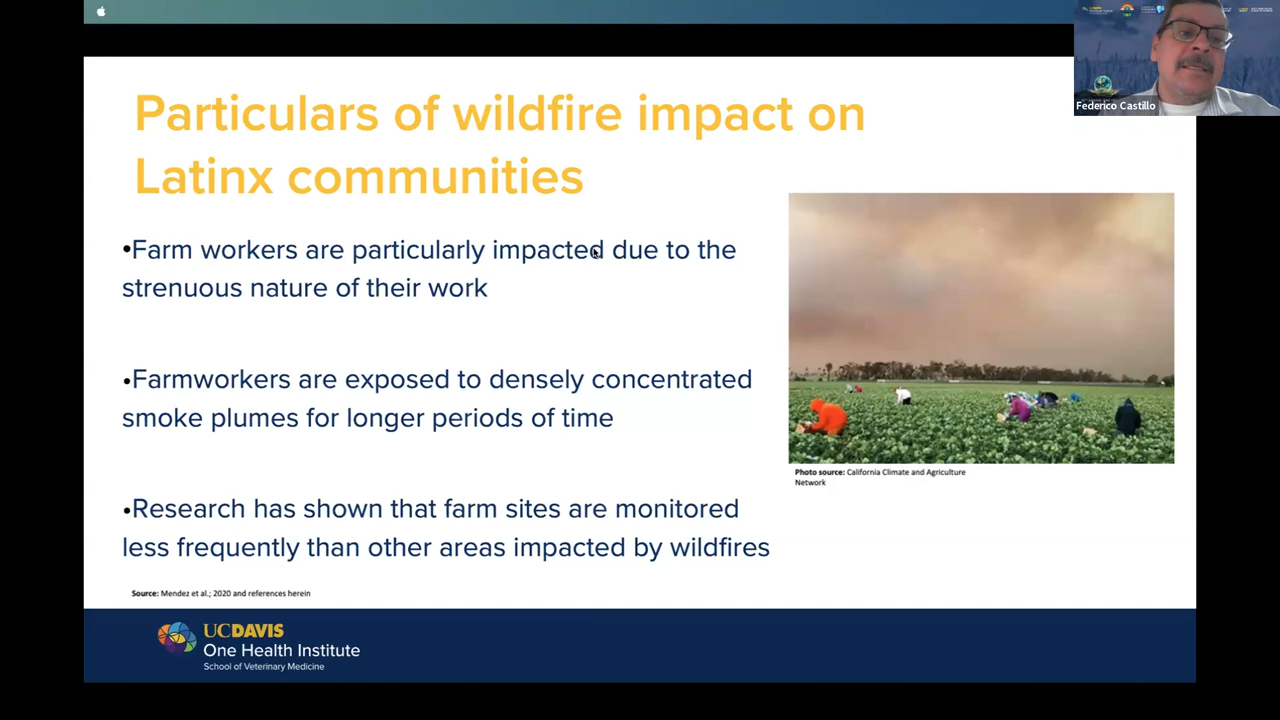 Particulars of wildfire impact on
Latinx communities
•Farm workers are particularly impacted due to the
strenuous nature of their work
•Farmworkers are exposed to densely concentrated
smoke plumes for longer periods of time
•Research has shown that farm sites are monitored
less frequently than other areas impacted by wildfires
Source: Mendez et al.; 2020 and references herein
Photo source: California Climate and Agriculture
Network
UCDAVIS
One Health Institute
School of Veterinary Medicine
Federico Castillo